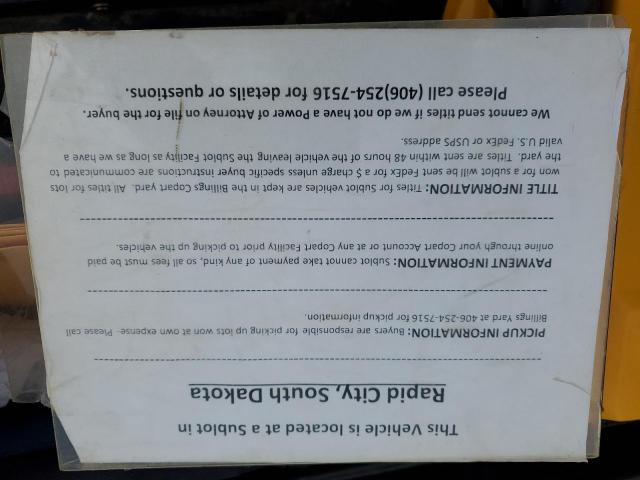 This Vehicle is located at a Sublot in
Rapid City, South Dakota
PICKUP INFORMATION: Buyers are responsible for picking up lots won at own expense- Please call
Billings Yard at 406-254-7516 for pickup information.
PAYMENT INFORMATION: Sublot cannot take payment of any kind, so all fees must be paid
online through your Copart Account or at any Copart Facility prior to picking up the vehicles.
TITLE INFORMATION: Titles for Sublot vehicles are kept in the Billings Copart yard. All titles for lots
won for a sublot will be sent FedEx for a $ charge unless specific buyer instructions are communicated to
the yard. Titles are sent within 48 hours of the vehicle leaving the Sublot Facility as long as we have a
valid U.S. FedEx or USPS address.
We cannot send titles if we do not have a Power of Attorney on file for the buyer.
Please call (406)254-7516 for details or questions.